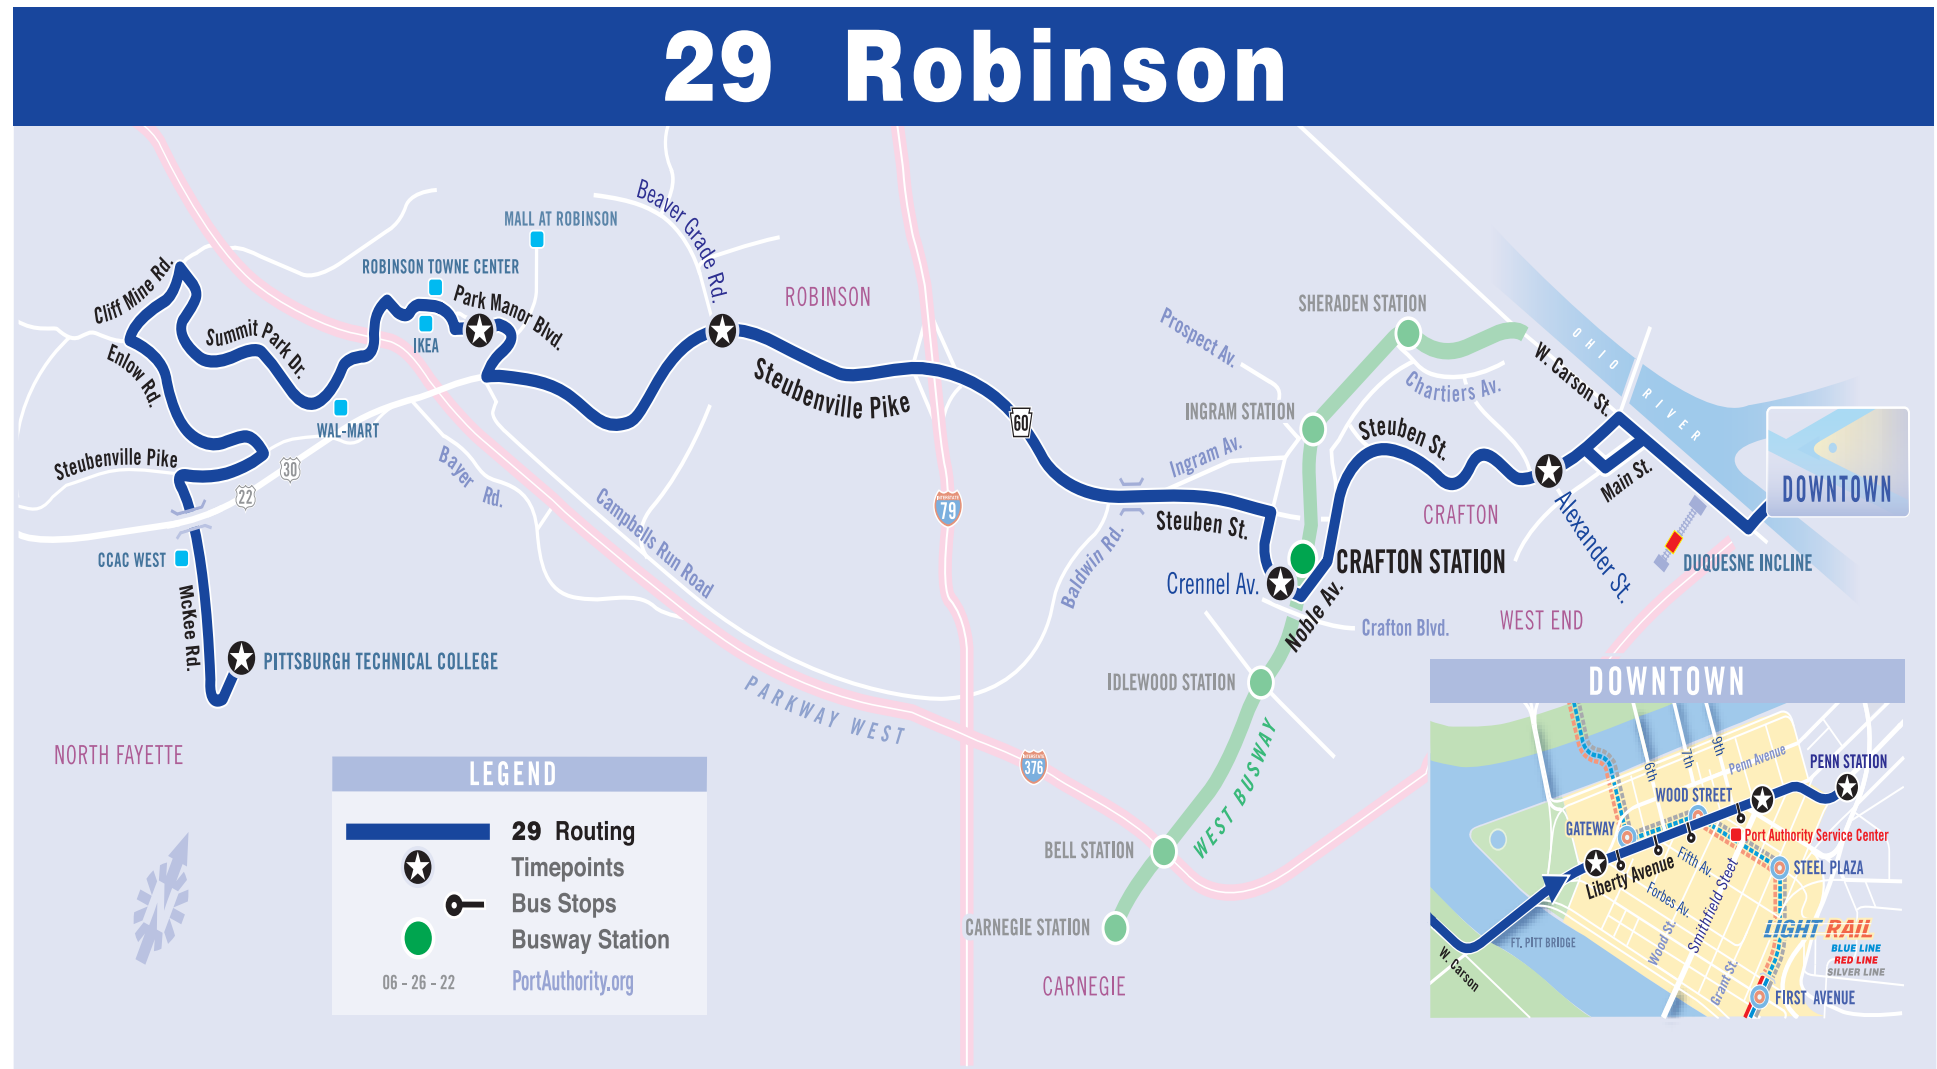 29 Robinson
Beaver Grade Rd.
MALL AT ROBINSON
ROBINSON TOWNE CENTER
Cliff Mine Rd.
Park Manor Blvd.
ROBINSON
SHERADEN STATION
Prospect Av.
OHIO RIVER
Summit Park Dr.
IKEA
Enlow Rd.
W. Carson St.
Steubenville Pike
Chartiers Av.
INGRAM STATION
60
WAL-MART
Steuben St.
Steubenville Pike
Ingram Av.
30
22
Bayer Rd.
Main St.
DOWNTOWN
INTERSTATE
79
Campbells Run Road
Steuben St.
CRAFTON
Alexander St.
CCAC WEST
Baldwin Rd.
CRAFTON STATION
DUQUESNE INCLINE
Crennel Av.
McKee Rd.
Noble Av.
Crafton Blvd.
WEST END
PITTSBURGH TECHNICAL COLLEGE
IDLEWOOD STATION
PARKWAY WEST
NORTH FAYETTE
INTERSTATE
376
WEST BUSWAY
BELL STATION
CARNEGIE STATION
CARNEGIE
LEGEND
29 Routing
Timepoints
Bus Stops
Busway Station
06 - 26 - 22
PortAuthority.org
N
DOWNTOWN
6th
7th
9th
Penn Avenue
PENN STATION
WOOD STREET
GATEWAY
Port Authority Service Center
Fifth Av.
Liberty Avenue
STEEL PLAZA
Forbes Av.
Smithfield Steet
Wood St.
LIGHT RAIL
BLUE LINE
RED LINE
SILVER LINE
FT. PITT BRIDGE
W. Carson
Grant St.
FIRST AVENUE